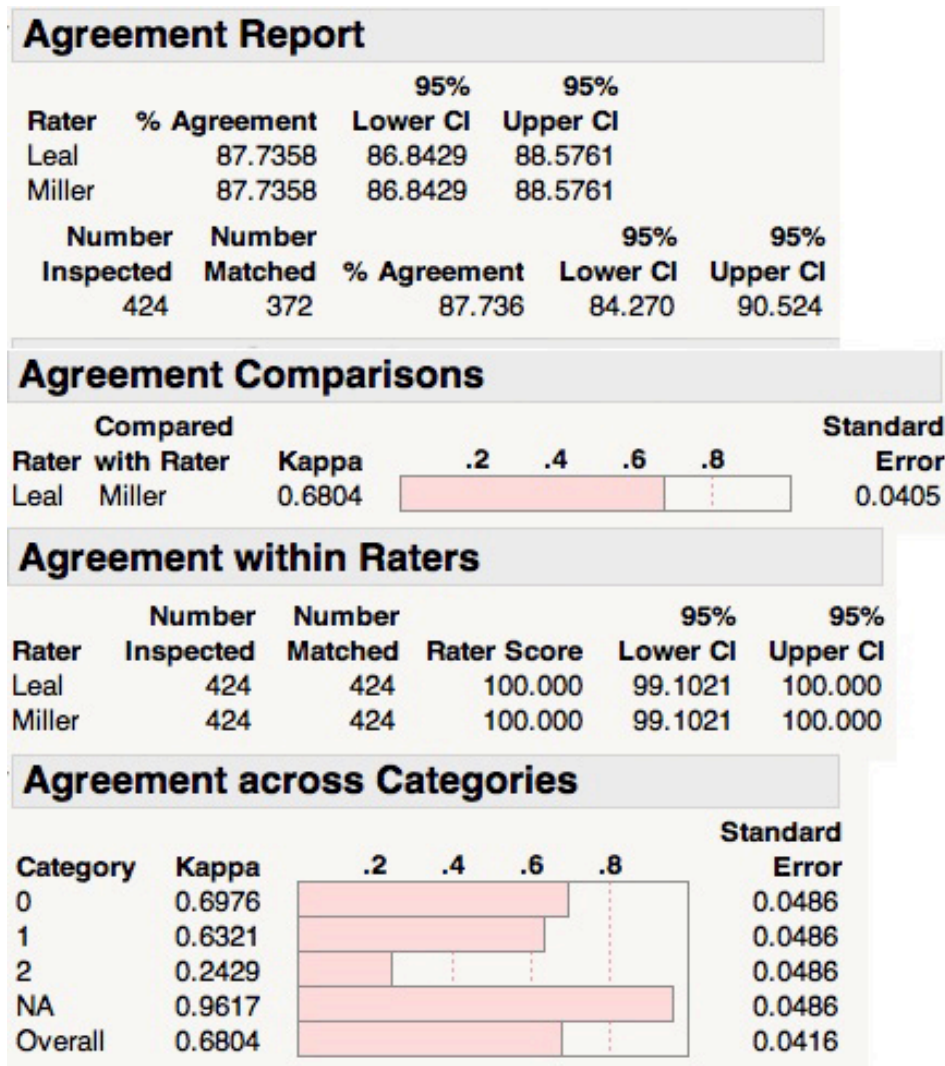 Agreement Report
95% 95%
Rater % Agreement Lower CI Upper CI
Leal 87.7358 86.8429 88.5761
Miller 87.7358 86.8429 88.5761
Number Number 95% 95%
Inspected Matched % Agreement Lower CI Upper CI
424 372 87.736 84.270 90.524
Agreement Comparisons
Compared Standard
Rater with Rater Kappa .2 .4 .6 .8 Error
Leal Miller 0.6804 0.0405
Agreement within Raters
Number Number 95% 95%
Rater Inspected Matched Rater Score Lower CI Upper CI
Leal 424 424 100.000 99.1021 100.000
Miller 424 424 100.000 99.1021 100.000
Agreement across Categories
Standard
Category Kappa .2 .4 .6 .8 Error
0 0.6976 0.0486
1 0.6321 0.0486
2 0.2429 0.0486
NA 0.9617 0.0486
Overall 0.6804 0.0416